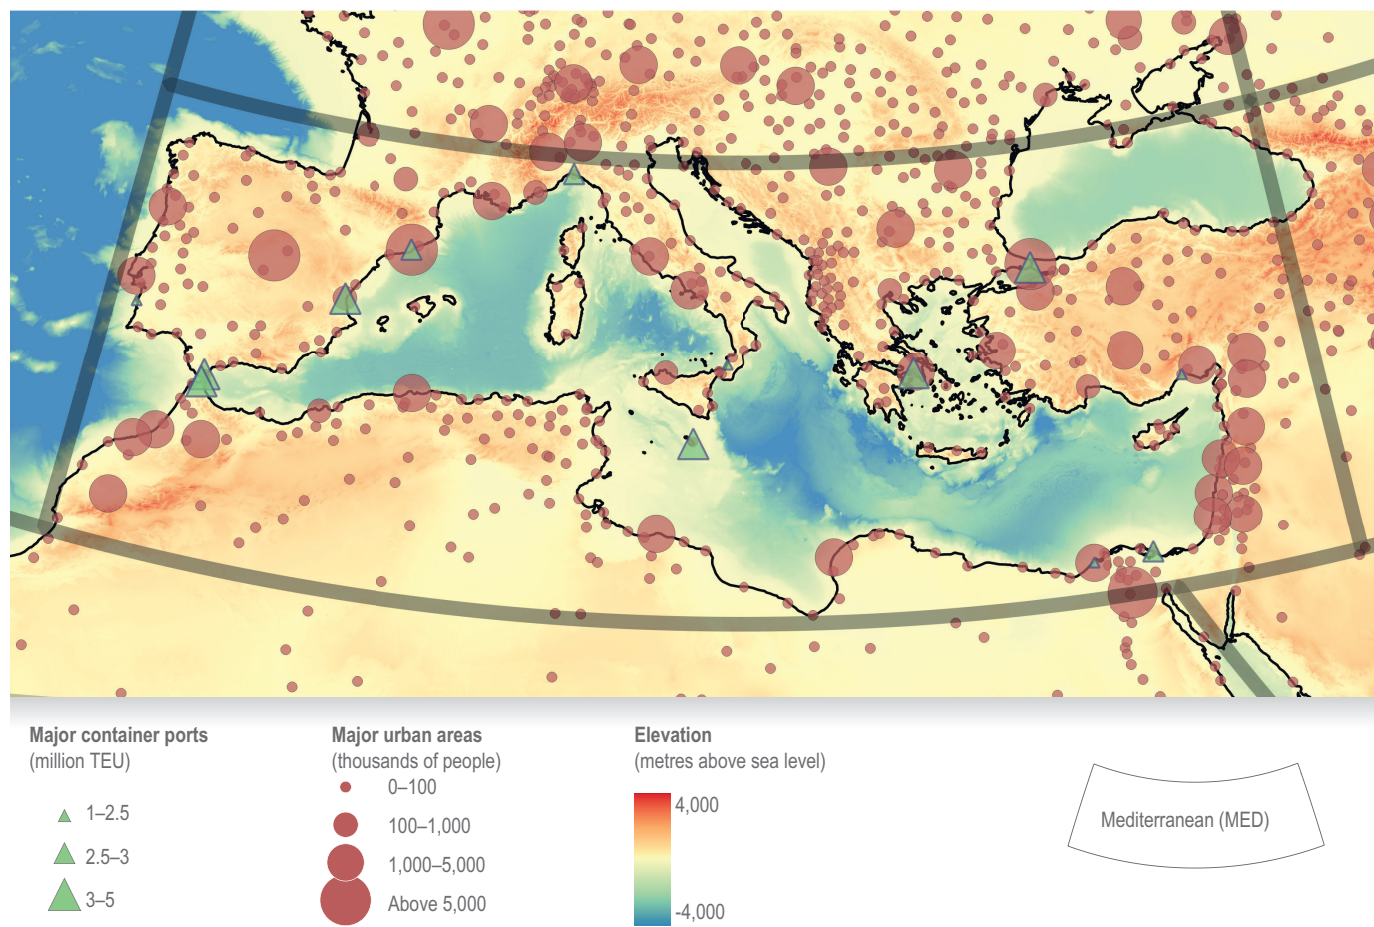 Major container ports
(million TEU)
1–2.5
2.5–3
3–5
Major urban areas
(thousands of people)
0–100
100–1,000
1,000–5,000
Above 5,000
Elevation
(metres above sea level)
4,000
-4,000
Mediterranean (MED)